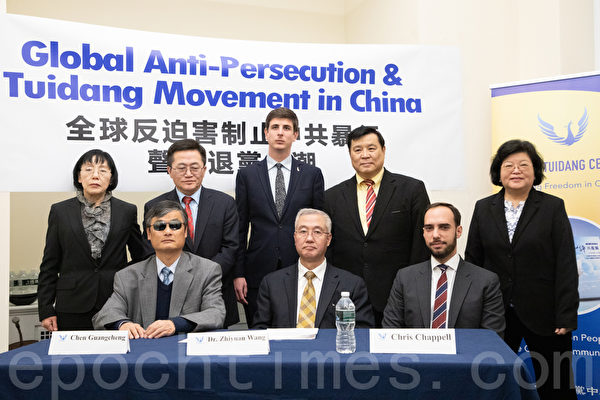 Global Anti-Persecution &
Tuidang Movement in China
全球反迫害制止中共暴
聲 退黨 潮
TUIDANG CE
Freedom in C
Chen Guangcheng
Dr. Zhiyuan Wang
Chris Chappell
epochtimes.com